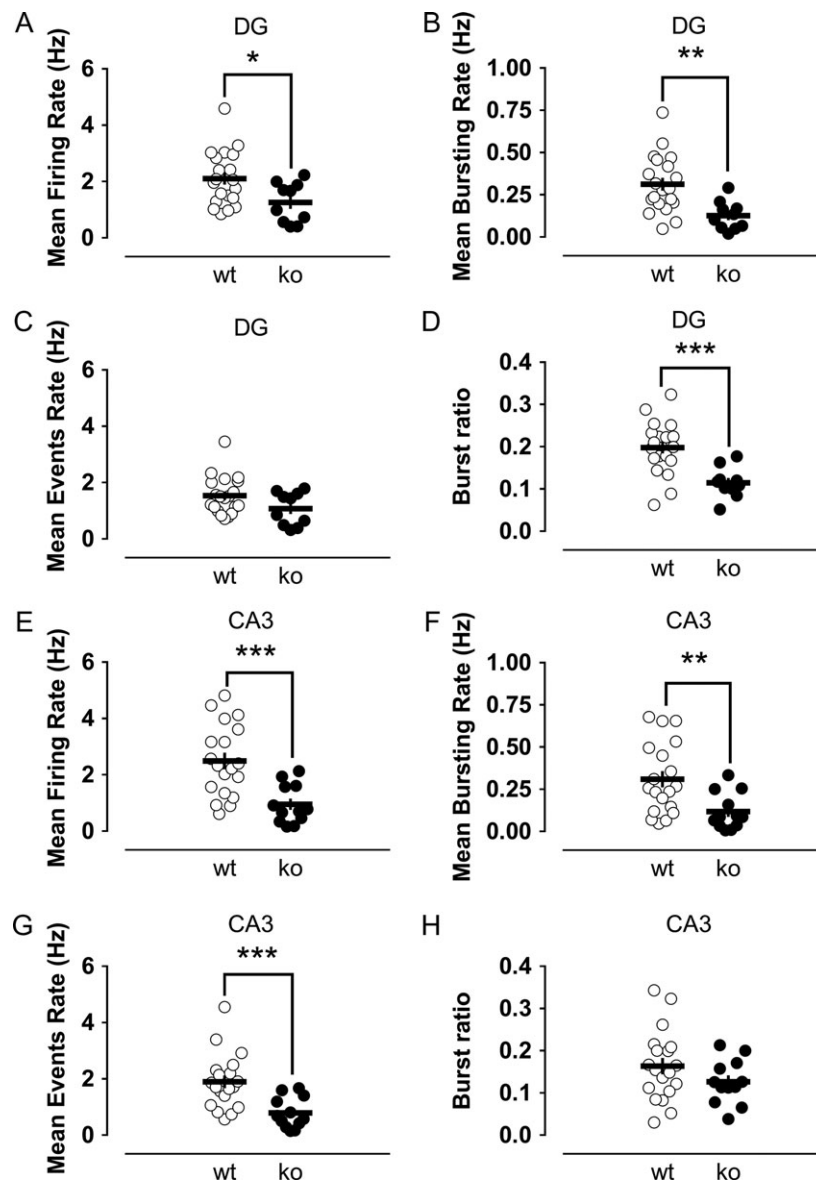 A
DG
Mean Firing Rate (Hz)
6
4
2
0
*
wt
ko
B
DG
Mean Bursting Rate (Hz)
1.00
0.75
0.50
0.25
0.00
**
wt
ko
C
DG
Mean Events Rate (Hz)
6
4
2
0
wt
ko
D
DG
Burst ratio
0.4
0.3
0.2
0.1
0.0
***
wt
ko
E
CA3
Mean Firing Rate (Hz)
6
4
2
0
***
wt
ko
F
CA3
Mean Bursting Rate (Hz)
1.00
0.75
0.50
0.25
0.00
**
wt
ko
G
CA3
Mean Events Rate (Hz)
6
4
2
0
***
wt
ko
H
CA3
Burst ratio
0.4
0.3
0.2
0.1
0.0
wt
ko